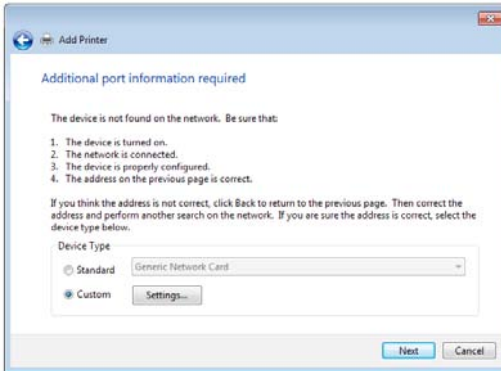 Add Printer
Additional port information required
The device is not found on the network.  Be sure that:
1.  The device is turned on.
2.  The network is connected.
3.  The device is properly configured.
4.  The address on the previous page is correct.
If you think the address is not correct, click Back to return to the previous page.  Then correct the
address and perform another search on the network.  If you are sure the address is correct, select the
device type below.
Device Type
Standard Generic Network Card
Custom Settings...
Next Cancel